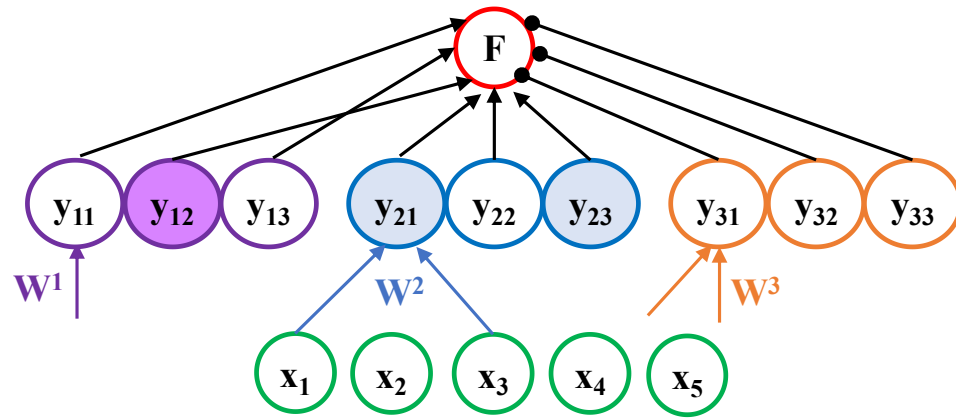 F
y₁₁ y₁₂ y₁₃ y₂₁ y₂₂ y₂₃ y₃₁ y₃₂ y₃₃
W¹ W² W³
x₁ x₂ x₃ x₄ x₅